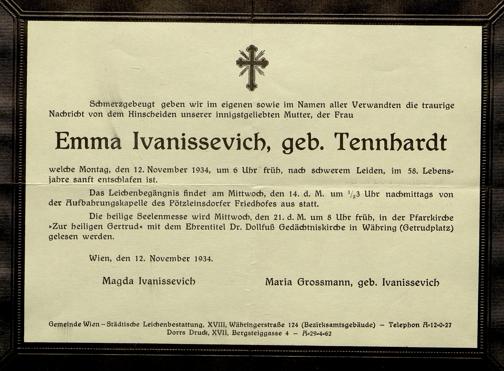 Schmerzgebeugt geben wir im eigenen sowie im Namen aller Verwandten die traurige
Nachricht von dem Hinscheiden unserer innigstgeliebten Mutter, der Frau
Emma Ivanissevich, geb. Tennhardt
welche Montag, den 12. November 1934, um 6 Uhr früh, nach schwerem Leiden, im 58. Lebens-
jahre sanft entschlafen ist.
Das Leichenbegängnis findet am Mittwoch, den 14. d. M. um ½3 Uhr nachmittags von
der Aufbahrungskapelle des Pötzleinsdorfer Friedhofes aus statt.
Die heilige Seelenmesse wird Mittwoch, den 21. d. M. um 8 Uhr früh, in der Pfarrkirche
»Zur heiligen Gertrud« mit dem Ehrentitel Dr. Dollfuß Gedächtniskirche in Währing (Getrudplatz)
gelesen werden.
Wien, den 12. November 1934.
Magda Ivanissevich
Maria Grossmann, geb. Ivanissevich
Gemeinde Wien – Städtische Leichenbestattung, XVIII, Währingerstraße 124 (Bezirksamtsgebäude) – Telephon A-12-0-27
Dorrs Druck, XVII, Bergsteiggasse 4 – A-29-4-62